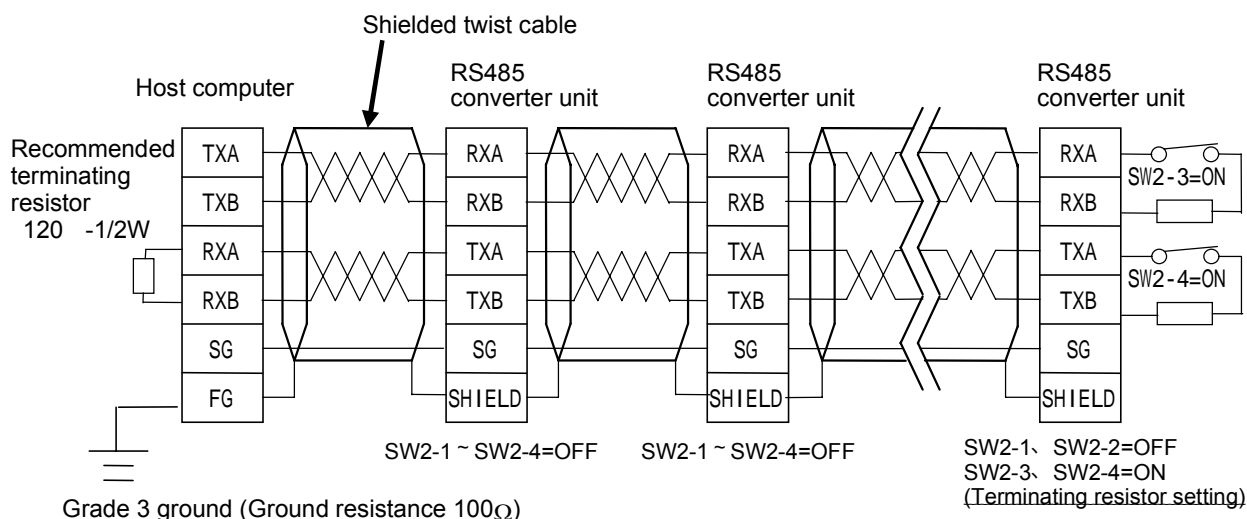 Shielded twist cable
Host computer
RS485
converter unit
RS485
converter unit
RS485
converter unit
Recommended
terminating
resistor
120 -1/2W
TXA
TXB
RXA
RXB
SG
FG
RXA
RXB
TXA
TXB
SG
SHIELD
RXA
RXB
TXA
TXB
SG
SHIELD
RXA
RXB
TXA
TXB
SG
SHIELD
SW2-3=ON
SW2-4=ON
SW2-1~SW2-4=OFF
SW2-1~SW2-4=OFF
SW2-1、SW2-2=OFF
SW2-3、SW2-4=ON
(Terminating resistor setting)
Grade 3 ground (Ground resistance 100Ω)